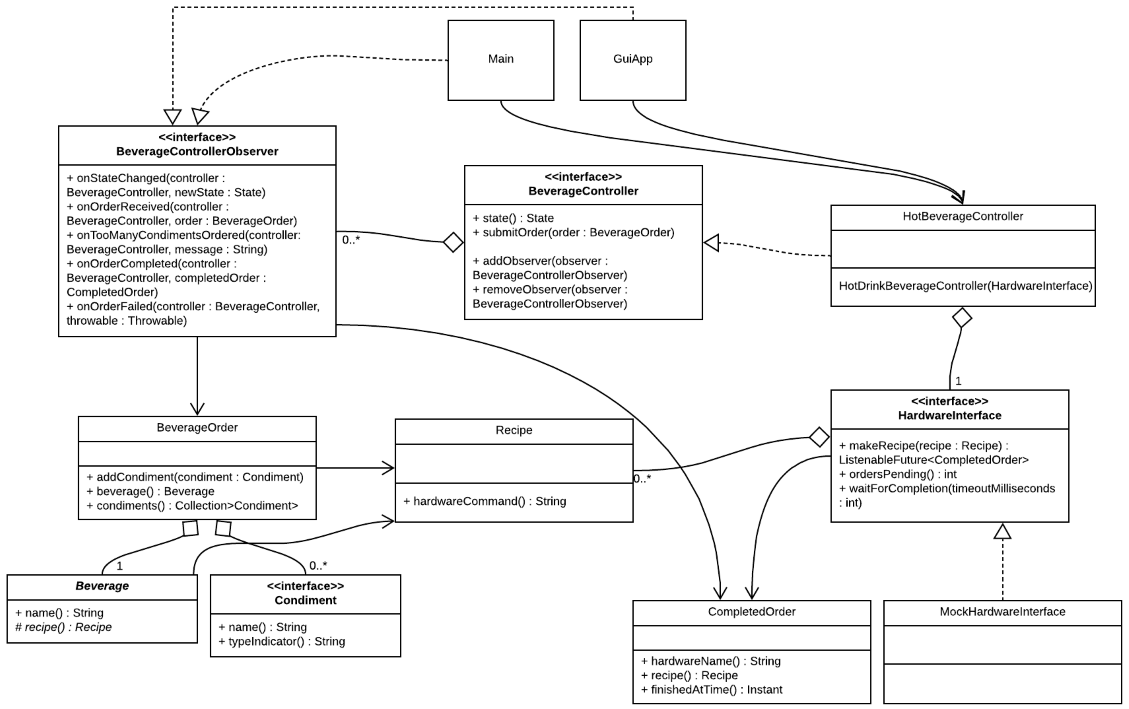 Main
GuiApp
<<interface>>
BeverageControllerObserver
+ onStateChanged(controller :
BeverageController, newState : State)
+ onOrderReceived(controller :
BeverageController, order : BeverageOrder)
+ onTooManyCondimentsOrdered(controller:
BeverageController, message : String)
+ onOrderCompleted(controller :
BeverageController, completedOrder :
CompletedOrder)
+ onOrderFailed(controller : BeverageController,
throwable : Throwable)
0..*
<<interface>>
BeverageController
+ state() : State
+ submitOrder(order : BeverageOrder)
+ addObserver(observer :
BeverageControllerObserver)
+ removeObserver(observer :
BeverageControllerObserver)
HotBeverageController
HotDrinkBeverageController(HardwareInterface)
1
<<interface>>
HardwareInterface
+ makeRecipe(recipe : Recipe) :
ListenableFuture<CompletedOrder>
+ ordersPending() : int
+ waitForCompletion(timeoutMilliseconds
: int)
BeverageOrder
+ addCondiment(condiment : Condiment)
+ beverage() : Beverage
+ condiments() : Collection>Condiment>
Recipe
+ hardwareCommand() : String
0..*
1
0..*
Beverage
+ name() : String
# recipe() : Recipe
<<interface>>
Condiment
+ name() : String
+ typeIndicator() : String
CompletedOrder
+ hardwareName() : String
+ recipe() : Recipe
+ finishedAtTime() : Instant
MockHardwareInterface